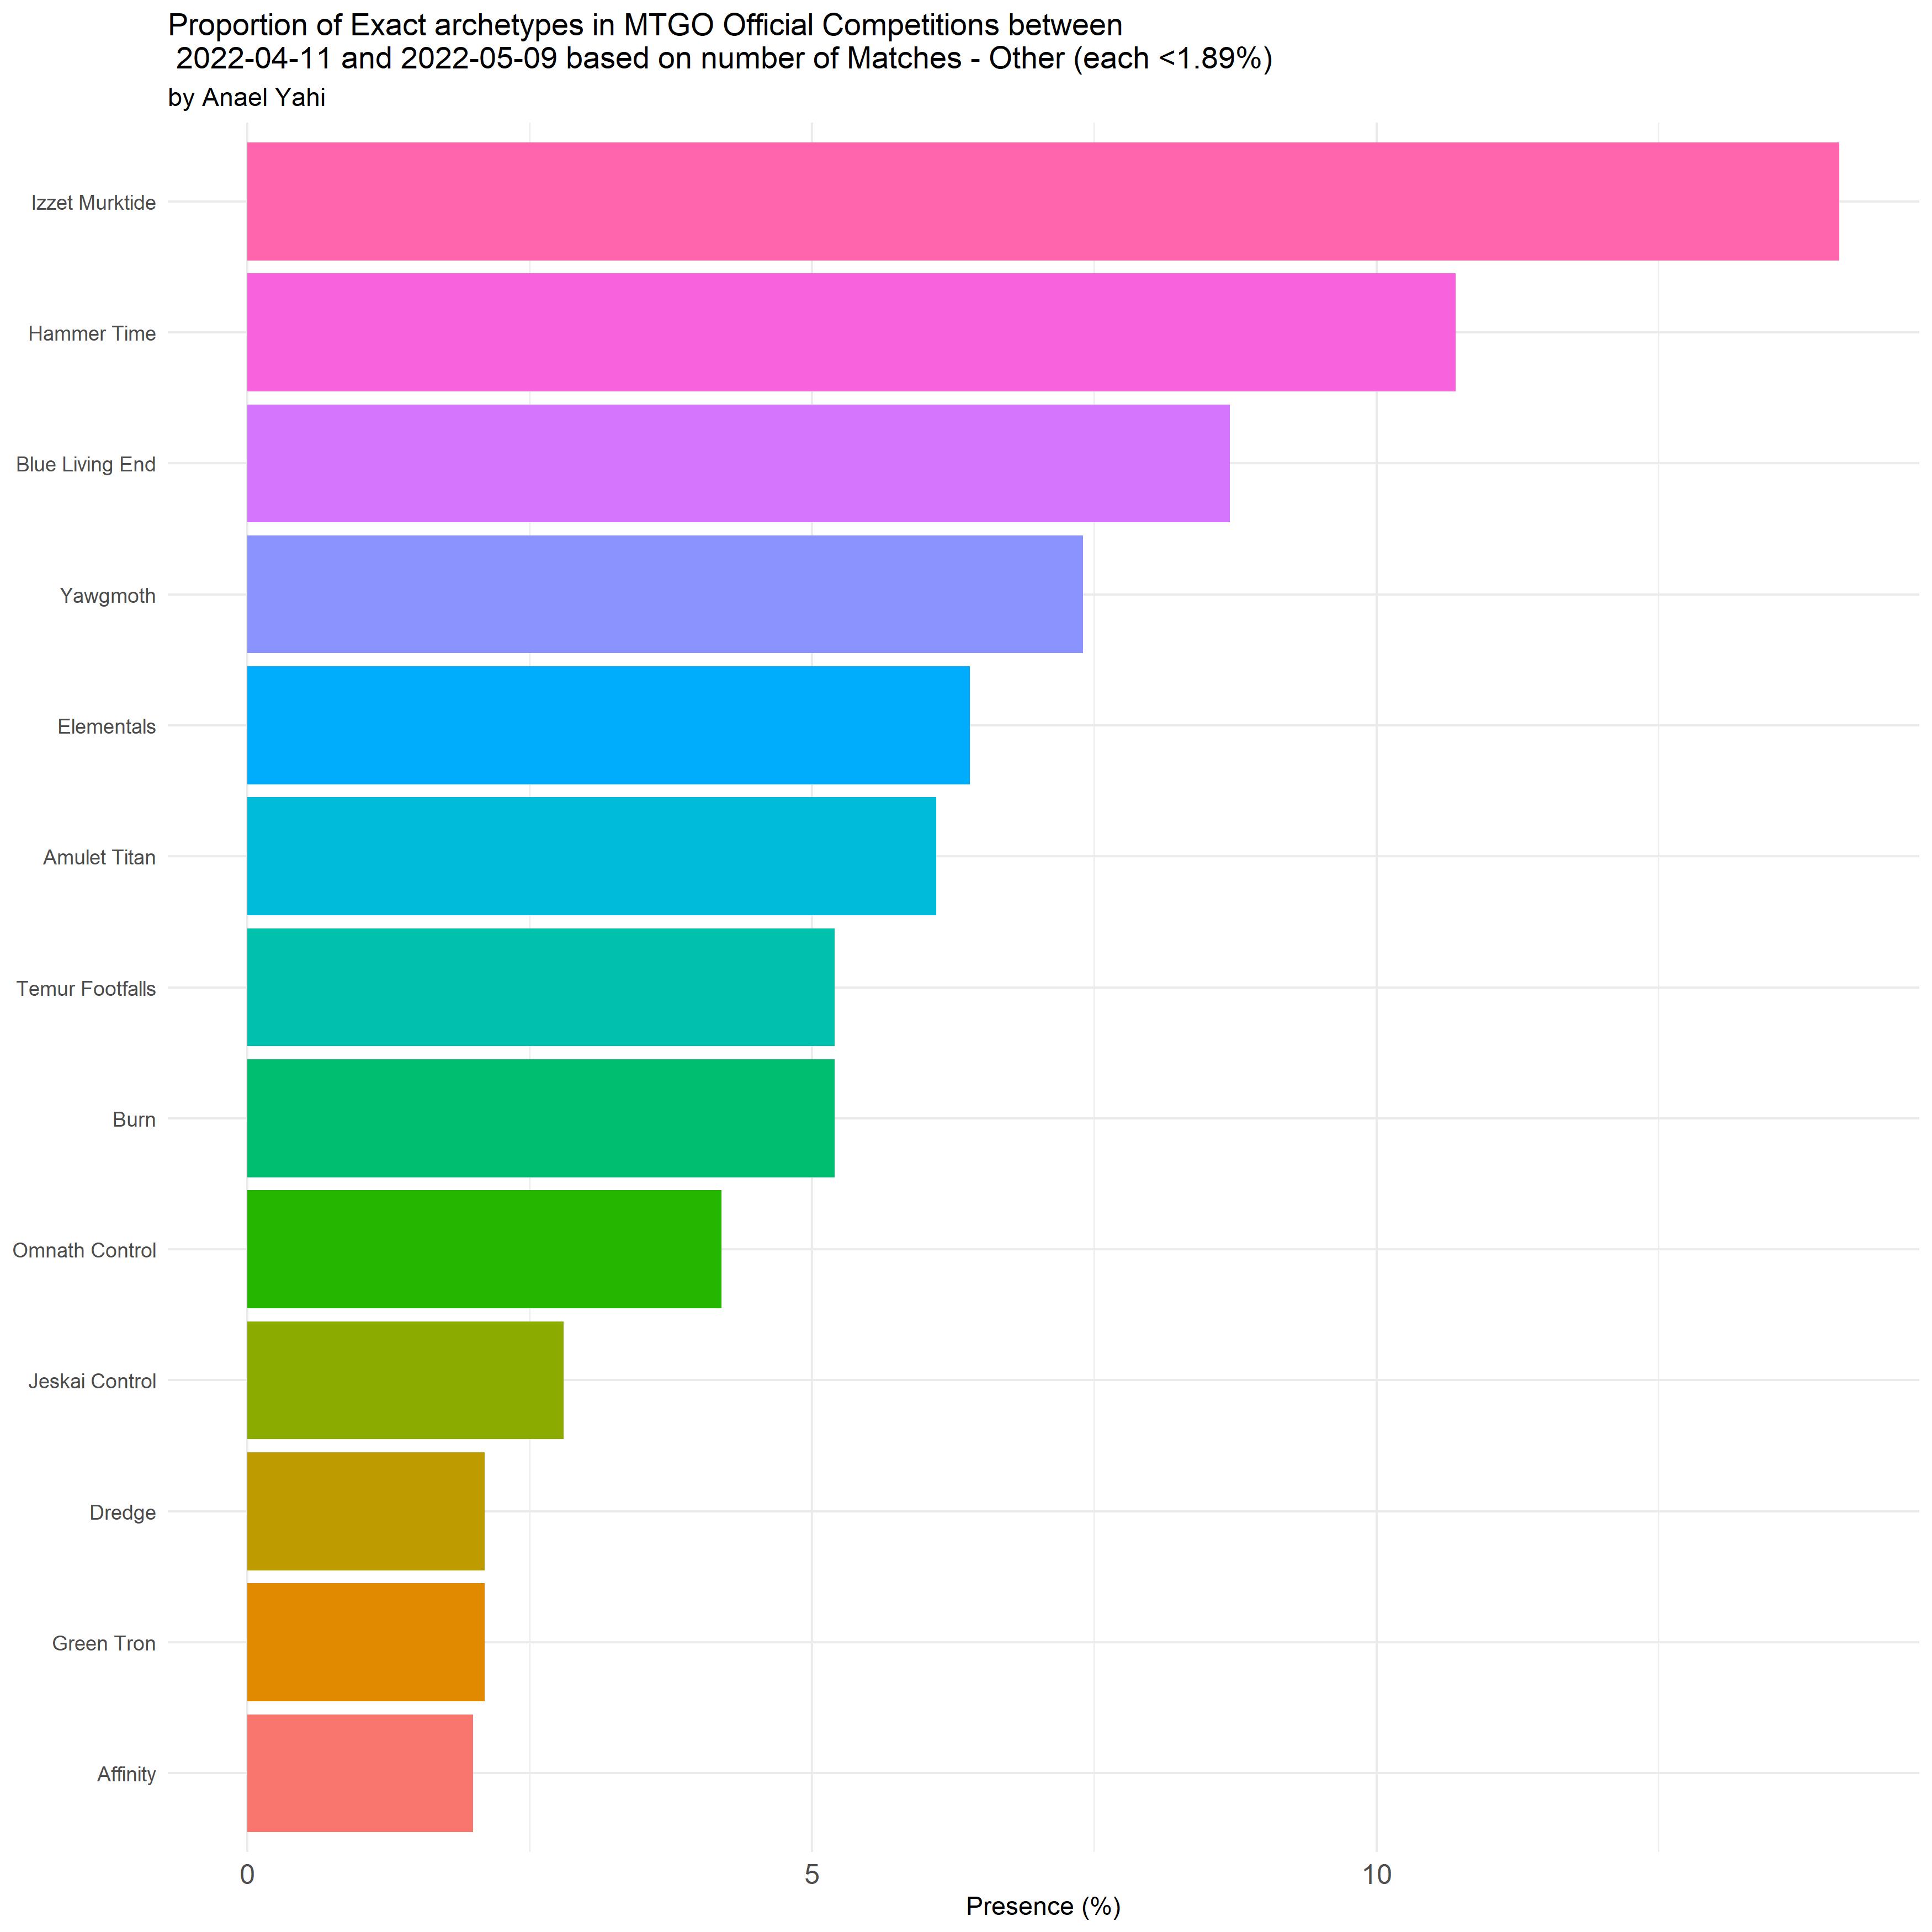 Proportion of Exact archetypes in MTGO Official Competitions between
2022-04-11 and 2022-05-09 based on number of Matches - Other (each <1.89%)
by Anael Yahi
Izzet Murktide
Hammer Time
Blue Living End
Yawgmoth
Elementals
Amulet Titan
Temur Footfalls
Burn
Omnath Control
Jeskai Control
Dredge
Green Tron
Affinity
0 5 10
Presence (%)